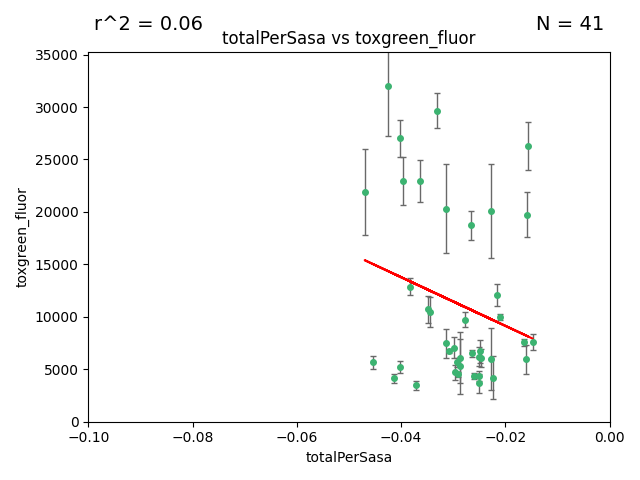 r^2 = 0.06
N = 41
totalPerSasa vs toxgreen_fluor
35000
30000
25000
20000
15000
10000
5000
0
toxgreen_fluor
−0.10
−0.08
−0.06
−0.04
−0.02
0.00
totalPerSasa